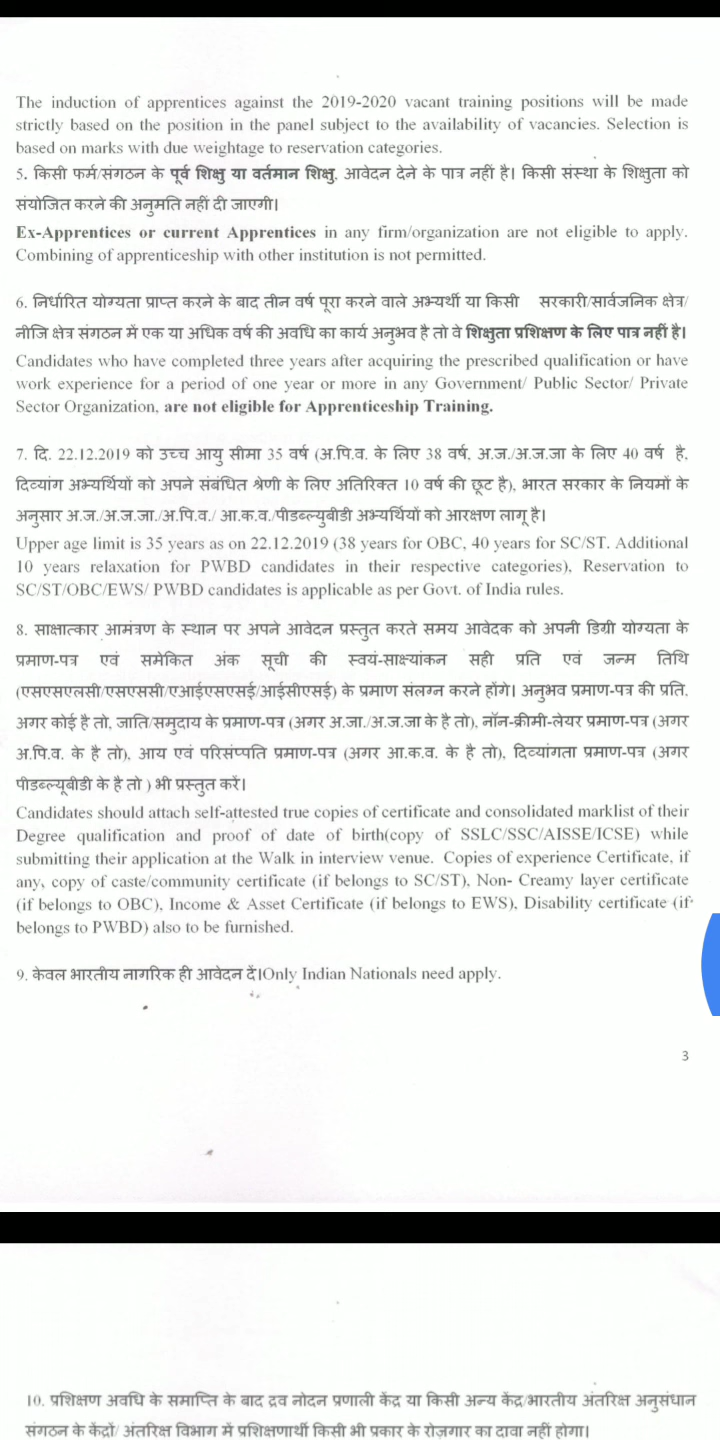 The induction of apprentices against the 2019-2020 vacant training positions will be made
strictly based on the position in the panel subject to the availability of vacancies. Selection is
based on marks with due weightage to reservation categories.
5. किसी फर्म/संगठन के पूर्व शिक्षु या वर्तमान शिक्षु, आवेदन देने के पात्र नहीं है। किसी संस्था के शिक्षुता को
संयोजित करने की अनुमति नहीं दी जाएगी।
Ex-Apprentices or current Apprentices in any firm/organization are not eligible to apply.
Combining of apprenticeship with other institution is not permitted.
6. निर्धारित योग्यता प्राप्त करने के बाद तीन वर्ष पूरा करने वाले अभ्यर्थी या किसी सरकारी/सार्वजनिक क्षेत्र/
नीजि क्षेत्र संगठन में एक या अधिक वर्ष की अवधि का कार्य अनुभव है तो वे शिक्षुता प्रशिक्षण के लिए पात्र नहीं है।
Candidates who have completed three years after acquiring the prescribed qualification or have
work experience for a period of one year or more in any Government/ Public Sector/ Private
Sector Organization, are not eligible for Apprenticeship Training.
7. दि. 22.12.2019 को उच्च आयु सीमा 35 वर्ष (अ.पि.व. के लिए 38 वर्ष, अ.ज./अ.ज.जा के लिए 40 वर्ष है,
दिव्यांग अभ्यर्थियों को अपने संबंधित श्रेणी के लिए अतिरिक्त 10 वर्ष की छूट है), भारत सरकार के नियमों के
अनुसार अ.ज./अ.ज.जा./अ.पि.व./ आ.क.व./पीडब्ल्युबीडी अभ्यर्थियों को आरक्षण लागू है।
Upper age limit is 35 years as on 22.12.2019 (38 years for OBC, 40 years for SC/ST. Additional
10 years relaxation for PWBD candidates in their respective categories), Reservation to
SC/ST/OBC/EWS/ PWBD candidates is applicable as per Govt. of India rules.
8. साक्षात्कार आमंत्रण के स्थान पर अपने आवेदन प्रस्तुत करते समय आवेदक को अपनी डिग्री योग्यता के
प्रमाण-पत्र एवं समेकित अंक सूची की स्वयं-साक्ष्यांकन सही प्रति एवं जन्म तिथि
(एसएसएलसी/एसएससी/एआईएसएसई/आईसीएसई) के प्रमाण संलग्न करने होंगे। अनुभव प्रमाण-पत्र की प्रति,
अगर कोई है तो, जाति/समुदाय के प्रमाण-पत्र (अगर अ.जा./अ.ज.जा के है तो), नॉन-क्रीमी-लेयर प्रमाण-पत्र (अगर
अ.पि.व. के है तो), आय एवं परिसंप्पति प्रमाण-पत्र (अगर आ.क.व. के है तो), दिव्यांगता प्रमाण-पत्र (अगर
पीडब्ल्यूबीडी के है तो ) भी प्रस्तुत करें।
Candidates should attach self-attested true copies of certificate and consolidated marklist of their
Degree qualification and proof of date of birth(copy of SSLC/SSC/AISSE/ICSE) while
submitting their application at the Walk in interview venue. Copies of experience Certificate, if
any, copy of caste/community certificate (if belongs to SC/ST), Non- Creamy layer certificate
(if belongs to OBC), Income & Asset Certificate (if belongs to EWS), Disability certificate (if
belongs to PWBD) also to be furnished.
9. केवल भारतीय नागरिक ही आवेदन दें।Only Indian Nationals need apply.
3
10. प्रशिक्षण अवधि के समाप्ति के बाद द्रव नोदन प्रणाली केंद्र या किसी अन्य केंद्र/भारतीय अंतरिक्ष अनुसंधान
संगठन के केंद्रों/ अंतरिक्ष विभाग में प्रशिक्षणार्थी किसी भी प्रकार के रोज़गार का दावा नहीं होगा।